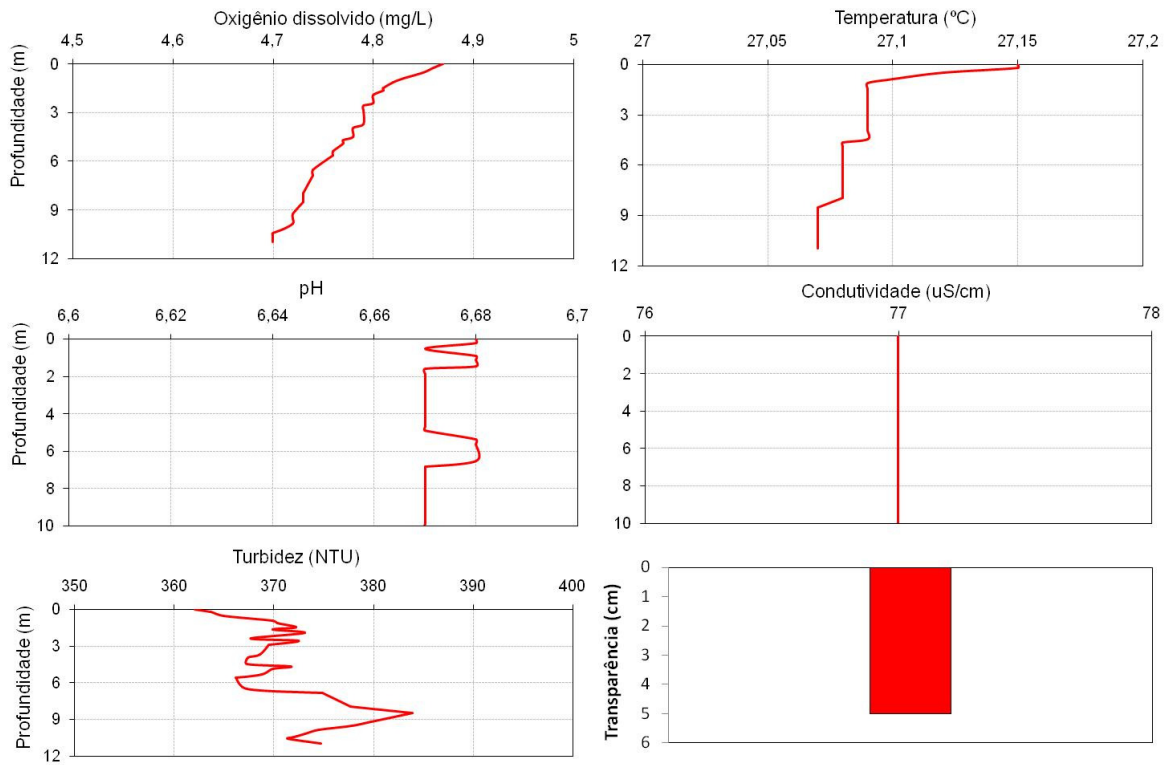 Oxigênio dissolvido (mg/L)
4,5 4,6 4,7 4,8 4,9 5
0
3
6
9
12
Profundidade (m)
Temperatura (ºC)
27 27,05 27,1 27,15 27,2
0
3
6
9
12
pH
6,6 6,62 6,64 6,66 6,68 6,7
0
2
4
6
8
10
Profundidade (m)
Condutividade (uS/cm)
76 77 78
0
2
4
6
8
10
Turbidez (NTU)
350 360 370 380 390 400
0
3
6
9
12
Profundidade (m)
0
1
2
3
4
5
6
Transparência (cm)